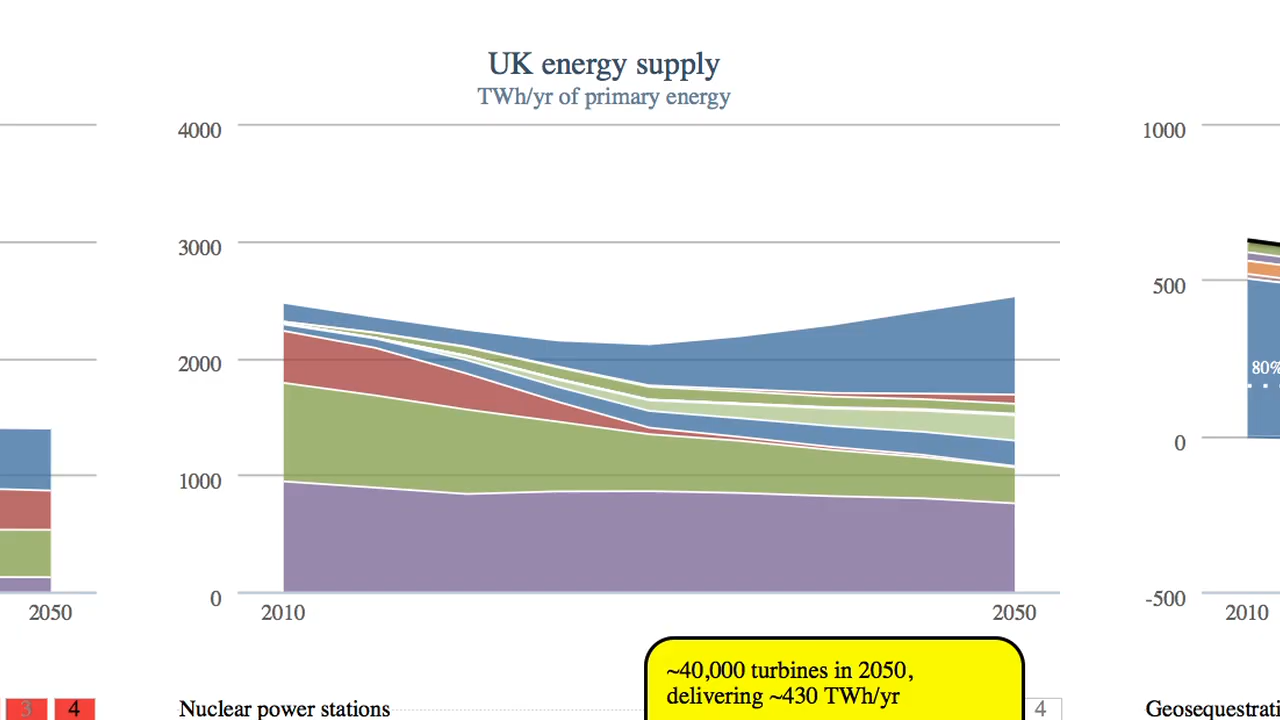 UK energy supply
TWh/yr of primary energy
4000
3000
2000
1000
0
2010
2050
2050
1000
500
0
-500
2010
80%
~40,000 turbines in 2050,
delivering ~430 TWh/yr
3
4
Nuclear power stations
4
Geosequestrati